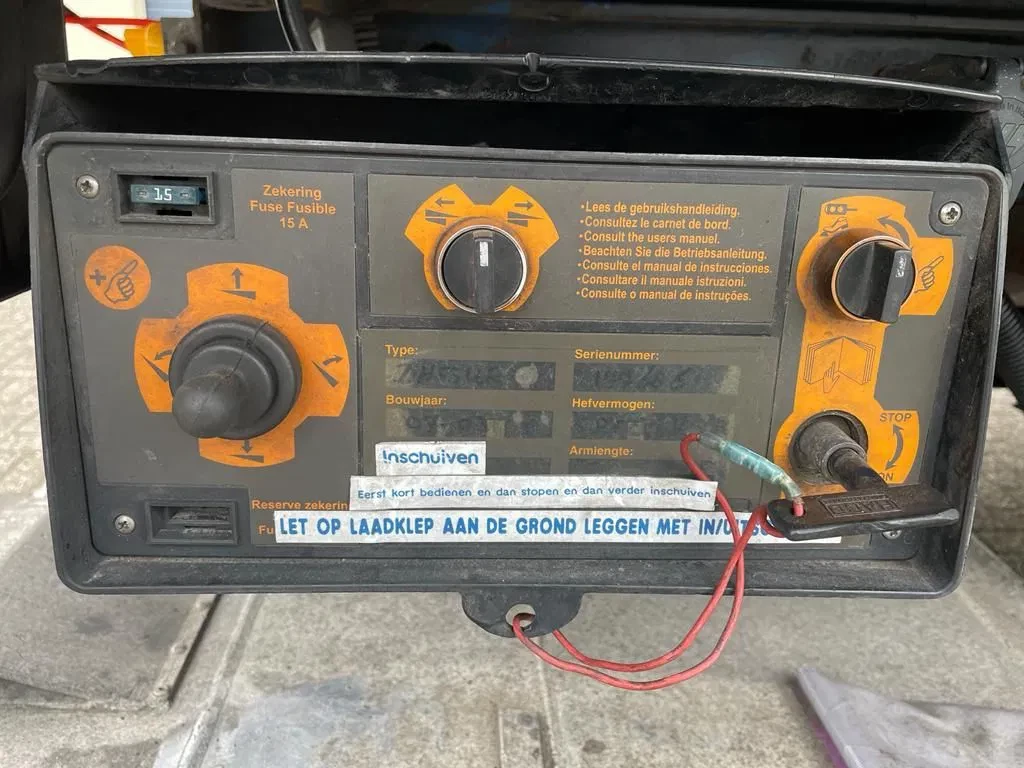 15
Zekering
Fuse Fusible
15 A
•Lees de gebruikshandleiding.
•Consultez le carnet de bord.
•Consult the users manuel.
•Beachten Sie die Betriebsanleitung.
•Consulte el manual de instrucciones.
•Consultare il manuale istruzioni.
•Consulte o manual de instruções.
+
Type:
Serienummer:
Bouwjaar:
Hefvermogen:
Armlengte:
STOP
Inschuiven
Eerst kort bedienen en dan stopen en dan verder inschuiven
Reserve
LET OP LAADKLEP AAN DE GROND LEGGEN MET